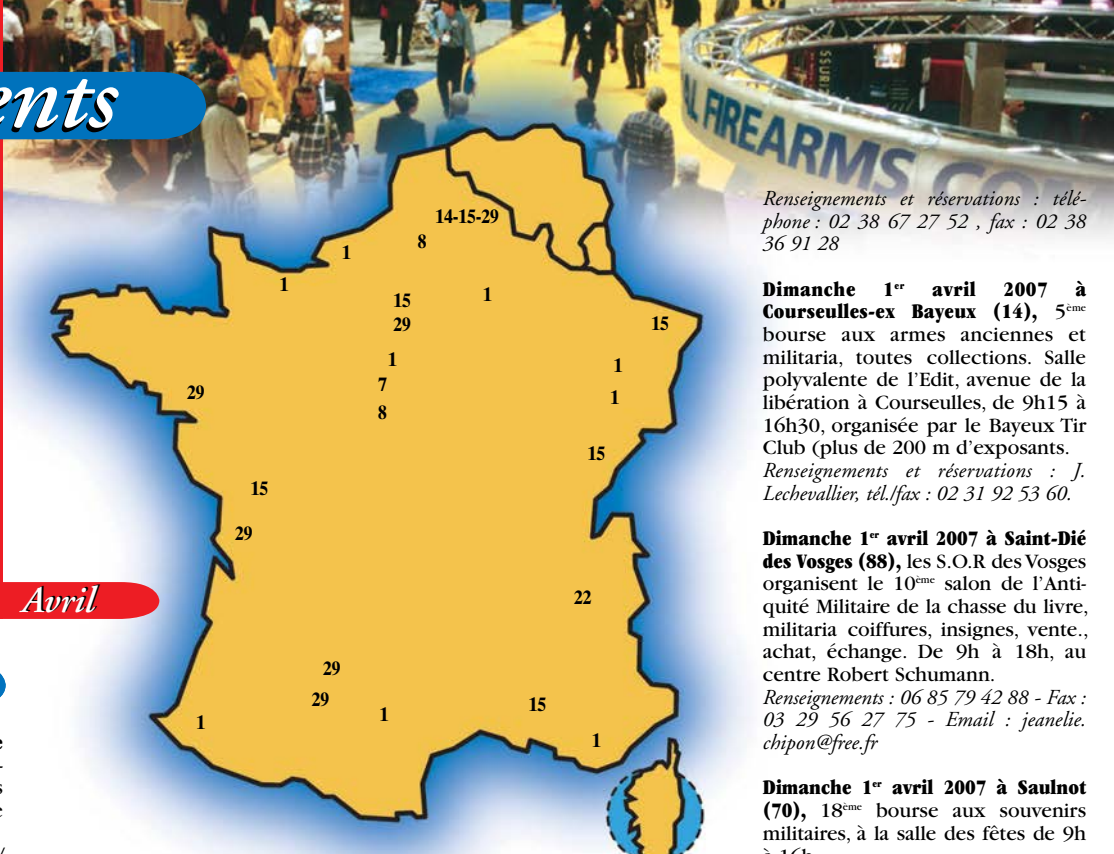 ents
AL FIREARMS
14-15-29
8
1
1
15
1
29
15
1
1
7
29
1
8
15
15
29
22
29
29
15
1
1
1
Avril
e
-
s
e
Renseignements et réservations : télé-
phone : 02 38 67 27 52 , fax : 02 38
36 91 28
Dimanche 1er avril 2007 à
Courseulles-ex Bayeux (14), 5ème
bourse aux armes anciennes et
militaria, toutes collections. Salle
polyvalente de l’Edit, avenue de la
libération à Courseulles, de 9h15 à
16h30, organisée par le Bayeux Tir
Club (plus de 200 m d’exposants.
Renseignements et réservations : J.
Lechevallier, tél./fax : 02 31 92 53 60.
Dimanche 1er avril 2007 à Saint-Dié
des Vosges (88), les S.O.R des Vosges
organisent le 10ème salon de l’Anti-
quité Militaire de la chasse du livre,
militaria coiffures, insignes, vente.,
achat, échange. De 9h à 18h, au
centre Robert Schumann.
Renseignements : 06 85 79 42 88 - Fax :
03 29 56 27 75 - Email : jeanelie.
chipon@free.fr
Dimanche 1er avril 2007 à Saulnot
(70), 18ème bourse aux souvenirs
militaires, à la salle des fêtes de 9h
à 16h